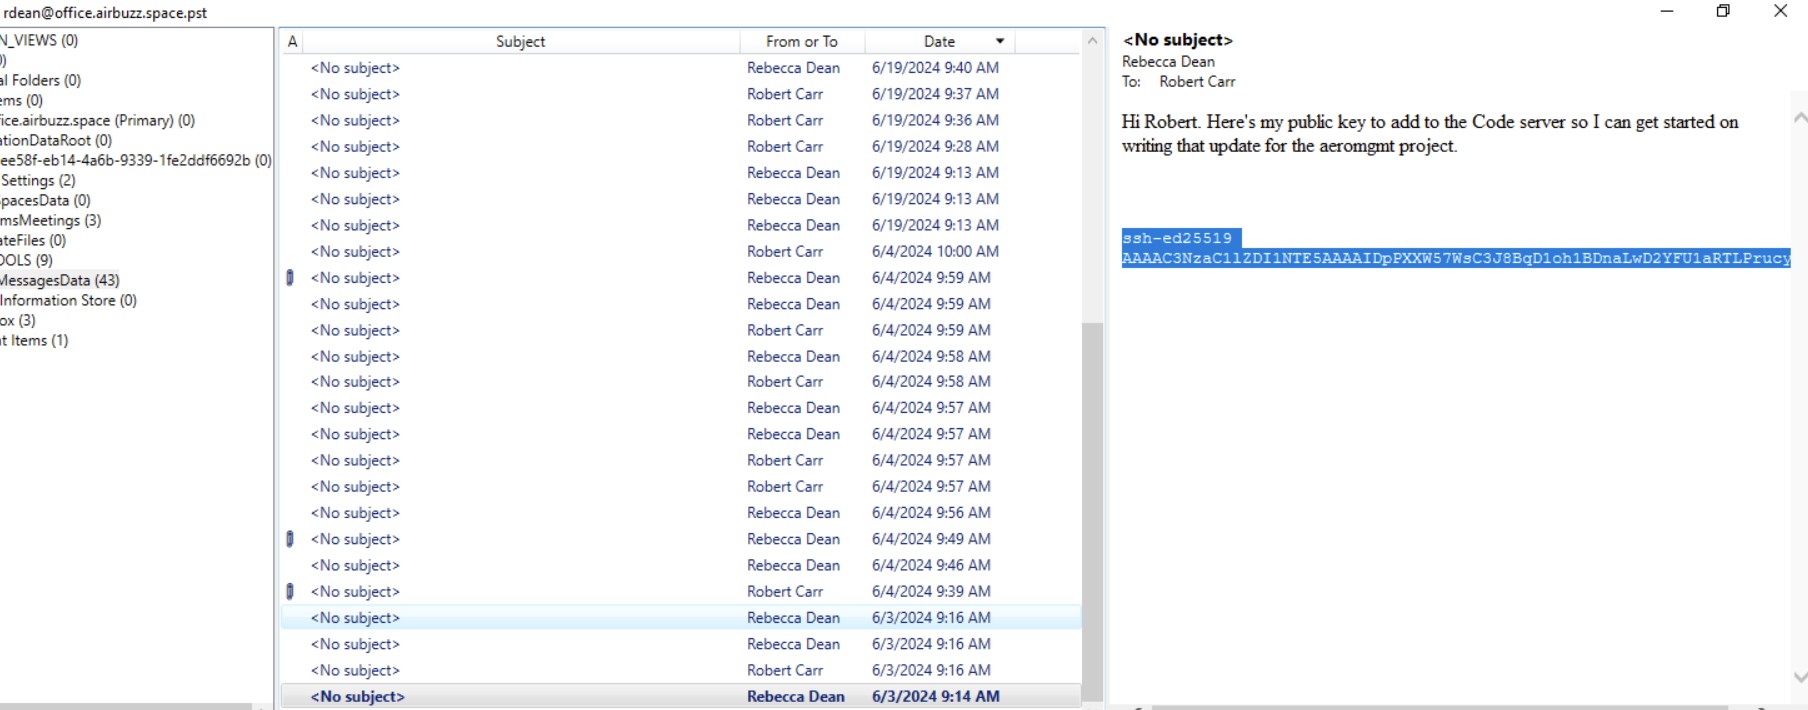 rdean@office.airbuzz.space.pst
N_VIEWS (0)
)
al Folders (0)
ems (0)
fice.airbuzz.space (Primary) (0)
ationDataRoot (0)
ee58f-eb14-4a6b-9339-1fe2ddf6692b (0)
Settings (2)
pacesData (0)
msMeetings (3)
ateFiles (0)
OOLS (9)
MessagesData (43)
Information Store (0)
ox (3)
t Items (1)
A Subject From or To Date
<No subject> Rebecca Dean 6/19/2024 9:40 AM
<No subject> Robert Carr 6/19/2024 9:37 AM
<No subject> Robert Carr 6/19/2024 9:36 AM
<No subject> Robert Carr 6/19/2024 9:28 AM
<No subject> Rebecca Dean 6/19/2024 9:13 AM
<No subject> Rebecca Dean 6/19/2024 9:13 AM
<No subject> Rebecca Dean 6/19/2024 9:13 AM
<No subject> Robert Carr 6/4/2024 10:00 AM
<No subject> Rebecca Dean 6/4/2024 9:59 AM
<No subject> Rebecca Dean 6/4/2024 9:59 AM
<No subject> Robert Carr 6/4/2024 9:59 AM
<No subject> Rebecca Dean 6/4/2024 9:58 AM
<No subject> Robert Carr 6/4/2024 9:58 AM
<No subject> Rebecca Dean 6/4/2024 9:57 AM
<No subject> Rebecca Dean 6/4/2024 9:57 AM
<No subject> Robert Carr 6/4/2024 9:57 AM
<No subject> Robert Carr 6/4/2024 9:57 AM
<No subject> Rebecca Dean 6/4/2024 9:56 AM
<No subject> Rebecca Dean 6/4/2024 9:49 AM
<No subject> Rebecca Dean 6/4/2024 9:46 AM
<No subject> Robert Carr 6/4/2024 9:39 AM
<No subject> Rebecca Dean 6/3/2024 9:16 AM
<No subject> Rebecca Dean 6/3/2024 9:16 AM
<No subject> Robert Carr 6/3/2024 9:16 AM
<No subject> Rebecca Dean 6/3/2024 9:14 AM
<No subject>
Rebecca Dean
To: Robert Carr
Hi Robert. Here's my public key to add to the Code server so I can get started on
writing that update for the aeromgmt project.
ssh-ed25519
AAAAC3NzaC1lZDI1NTE5AAAAIDpPXXW57WsC3J8BqD1oh1BDnaLwD2YFU1aRTLPrucy